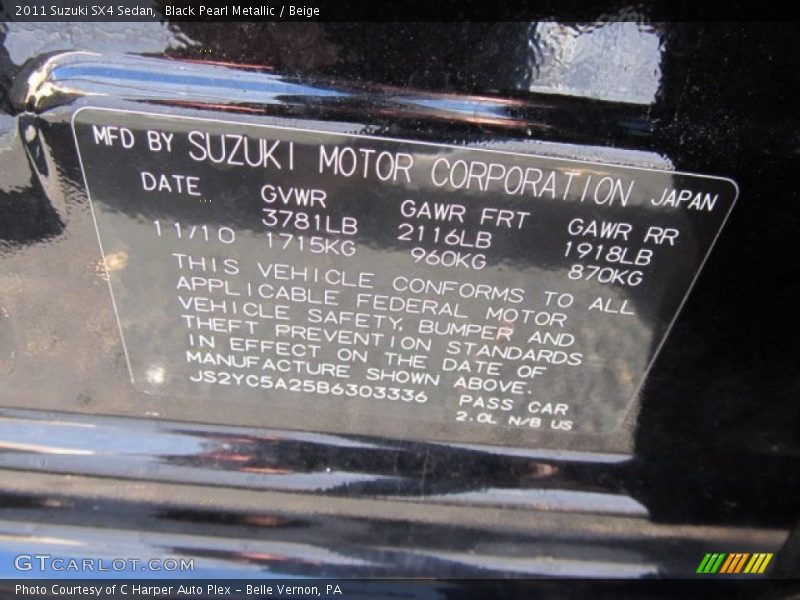 2011 Suzuki SX4 Sedan, Black Pearl Metallic / Beige
MFD BY SUZUKI MOTOR CORPORATION JAPAN
DATE GVWR GAWR FRT GAWR RR
3781LB 2116LB 1918LB
11/10 1715KG 960KG 870KG
THIS VEHICLE CONFORMS TO ALL
APPLICABLE FEDERAL MOTOR
VEHICLE SAFETY, BUMPER AND
THEFT PREVENTION STANDARDS
IN EFFECT ON THE DATE OF
MANUFACTURE SHOWN ABOVE.
JS2YC5A25B6303336 PASS CAR
2.0L N/B US
GTCARLOT.COM
Photo Courtesy of C Harper Auto Plex - Belle Vernon, PA